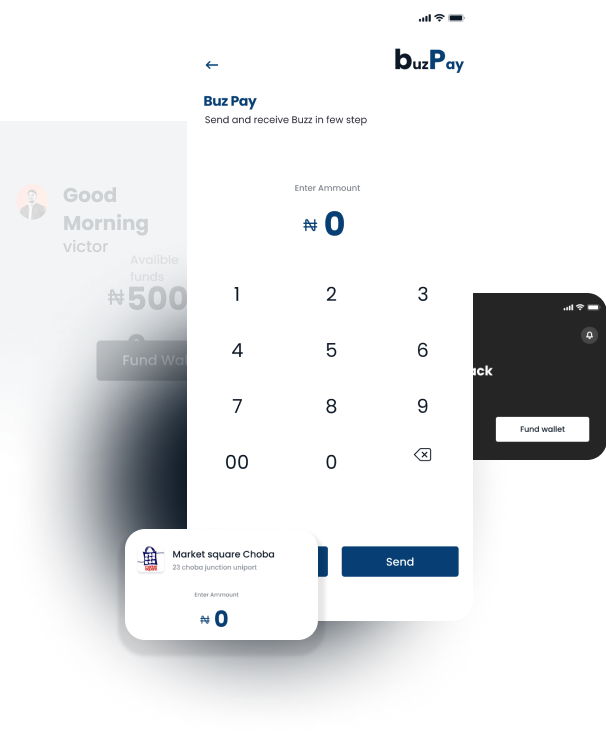 buzPay
Buz Pay
Send and receive Buzz in few step
Good
Morning
victor
Avalible
funds
₦500
Fund Wal
Enter Ammount
₦ 0
1 2 3
4 5 6
7 8 9
00 0
ack
Fund wallet
Send
Market square Choba
23 choba junction uniport
Enter Ammount
₦ 0